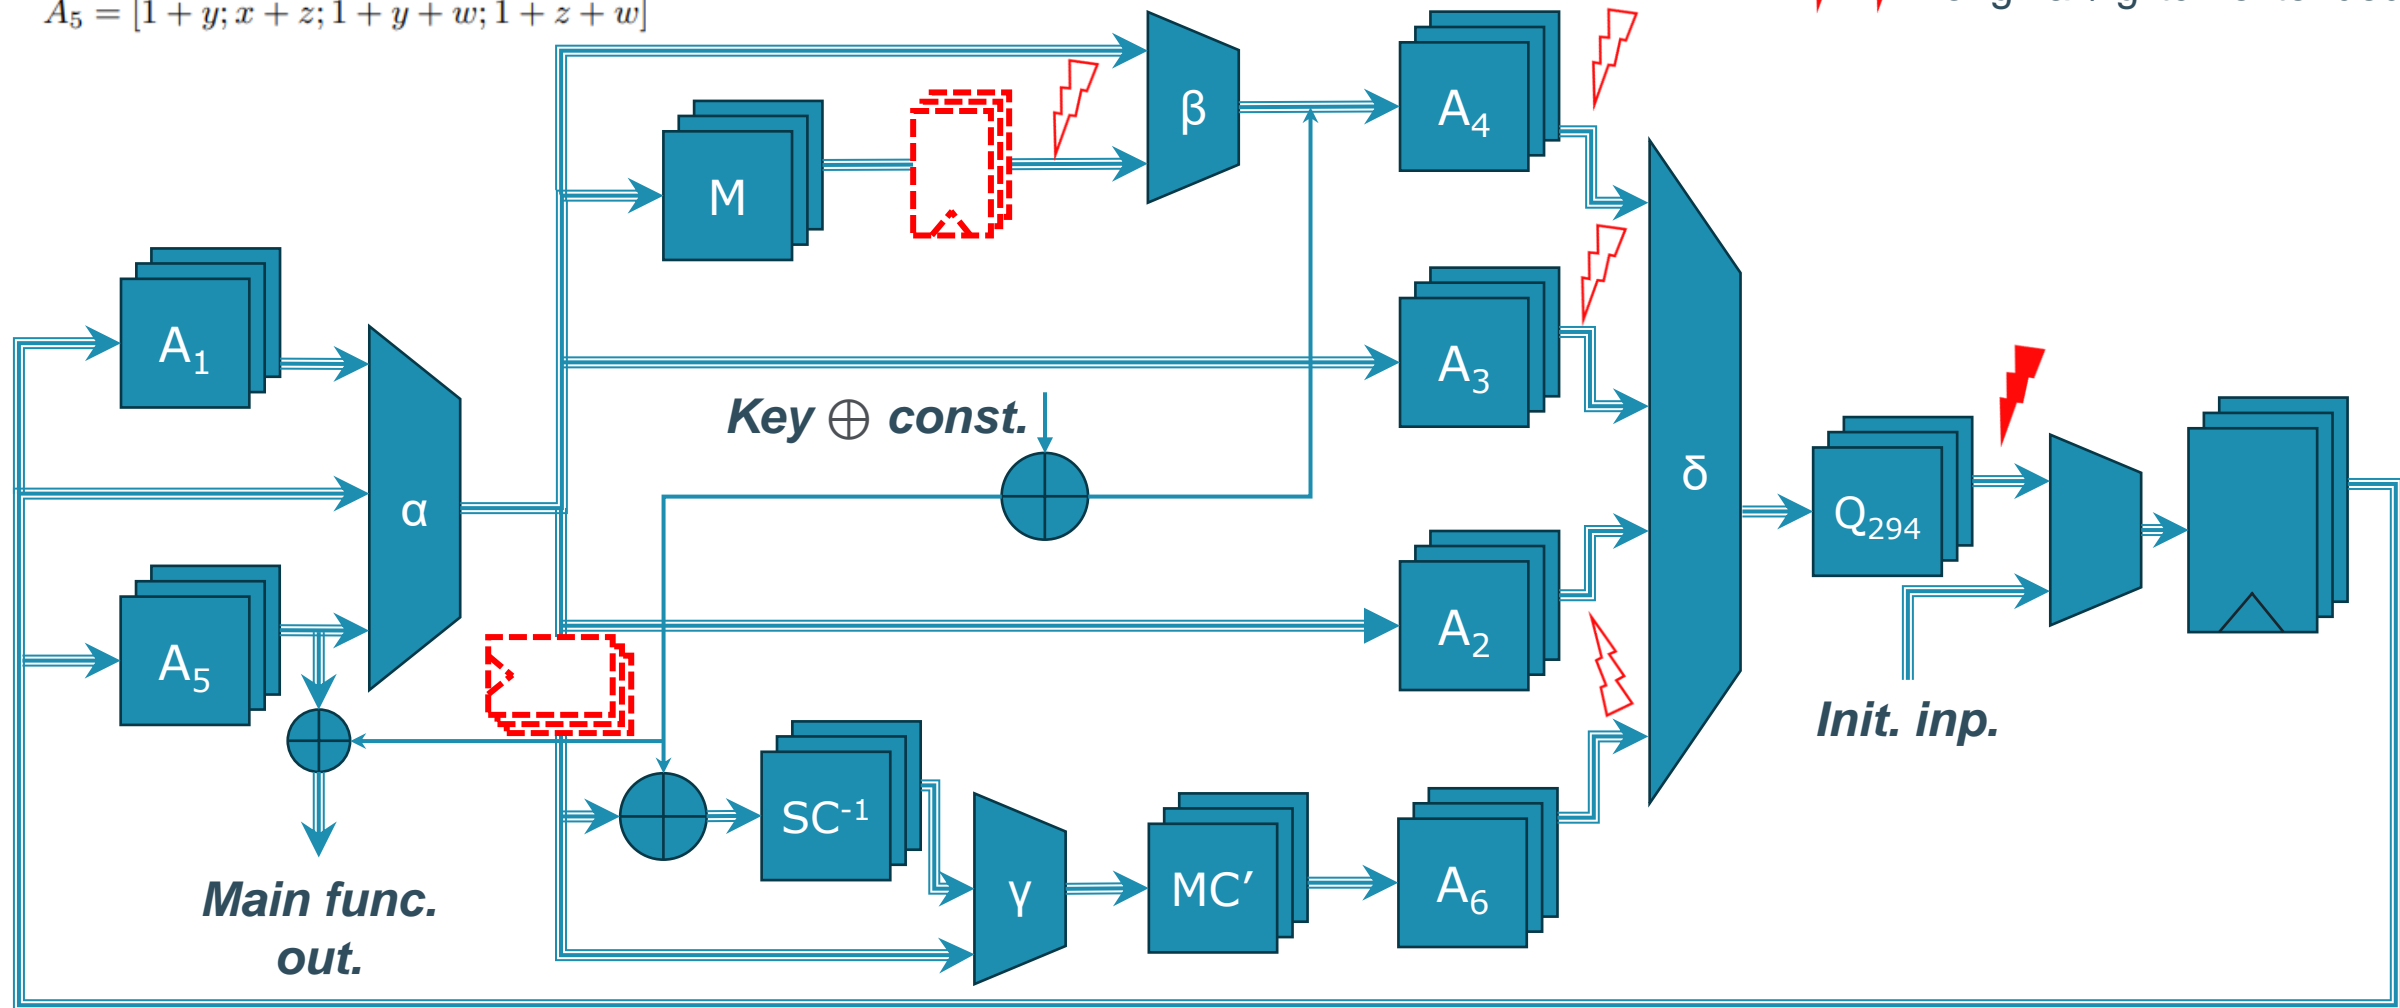 A₅ = [1 + y; x + z; 1 + y + w; 1 + z + w]
β
A₄
M
A₁
A₃
Key ⊕ const.
α
δ
Q₂₉₄
A₂
A₅
Init. inp.
SC⁻¹
γ
MC′
A₆
Main func.
out.